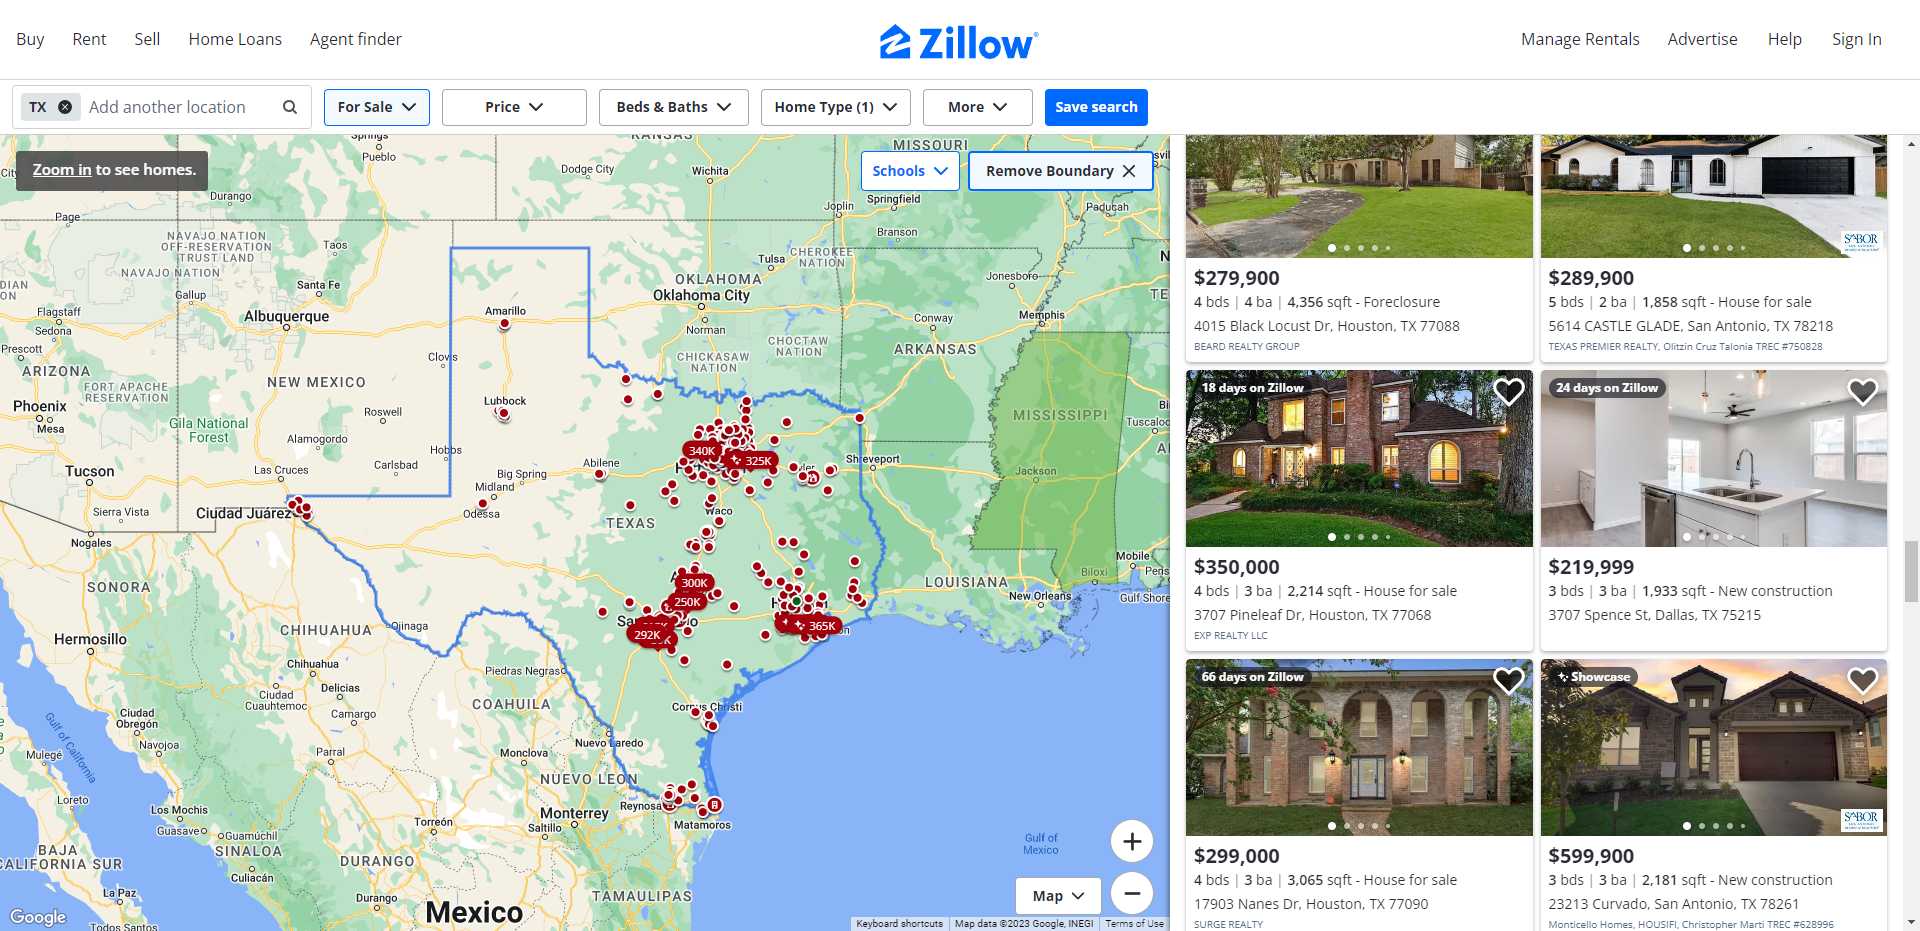 Buy Rent Sell Home Loans Agent finder
Zillow
Manage Rentals Advertise Help Sign In
TX Add another location
For Sale Price Beds & Baths Home Type (1) More Save search
Zoom in to see homes.
Schools Remove Boundary
KANSAS
MISSOURI
Springs
Pueblo
Dodge City
Wichita
Joplin
Springfield
Durango
Page
Paducah
NAVAJO NATION
OFF-RESERVATION
TRUST LAND
Taos
Branson
NAVAJO NATION
Gallup
Santa Fe
Tulsa
CHEROKEE
NATION
OKLAHOMA
Oklahoma City
Jonesboro
Flagstaff
Sedona
Albuquerque
Amarillo
Norman
Conway
Memphis
Prescott
Clovis
CHICKASAW
NATION
CHOCTAW
NATION
ARKANSAS
ARIZONA
FORT APACHE
RESERVATION
NEW MEXICO
Lubbock
Phoenix
Mesa
Roswell
Gila National
Forest
Alamogordo
Hobbs
MISSISSIPPI
Tuscaloo
340K
325K
Tucson
Las Cruces
Carlsbad
Big Spring
Abilene
Shreveport
Jackson
Midland
Odessa
Sierra Vista
Ciudad Juárez
TEXAS
Waco
Nogales
Mobile
Biloxi
Pens
SONORA
300K
250K
LOUISIANA
New Orleans
Gulf Shore
292K
365K
Hermosillo
CHIHUAHUA
Ojinaga
Chihuahua
Piedras Negras
Delicias
Ciudad
Cuauhtemoc
COAHUILA
Corpus Christi
Ciudad
Obregón
Camargo
Gulf of California
Navojoa
Nuevo Laredo
Mulegé
Parral
Monclova
NUEVO LEON
Loreto
Los Mochis
Reynosa
Monterrey
Matamoros
Guasave
Guamúchil
Torreón
Saltillo
Gulf of
Mexico
BAJA
CALIFORNIA SUR
SINALOA
DURANGO
Culiacán
La Paz
Durango
TAMAULIPAS
Map
Mexico
Google
Todos Santos
Keyboard shortcuts Map data ©2023 Google, INEGI Terms of Use
$279,900
4 bds | 4 ba | 4,356 sqft - Foreclosure
4015 Black Locust Dr, Houston, TX 77088
BEARD REALTY GROUP
SABOR
$289,900
5 bds | 2 ba | 1,858 sqft - House for sale
5614 CASTLE GLADE, San Antonio, TX 78218
TEXAS PREMIER REALTY, Olitzin Cruz Talonia TREC #750828
18 days on Zillow
$350,000
4 bds | 3 ba | 2,214 sqft - House for sale
3707 Pineleaf Dr, Houston, TX 77068
EXP REALTY LLC
24 days on Zillow
$219,999
3 bds | 3 ba | 1,933 sqft - New construction
3707 Spence St, Dallas, TX 75215
66 days on Zillow
$299,000
4 bds | 3 ba | 3,065 sqft - House for sale
17903 Nanes Dr, Houston, TX 77090
SURGE REALTY
Showcase
SABOR
$599,900
3 bds | 3 ba | 2,181 sqft - New construction
23213 Curvado, San Antonio, TX 78261
Monticello Homes, HOUSIFI, Christopher Marti TREC #628996